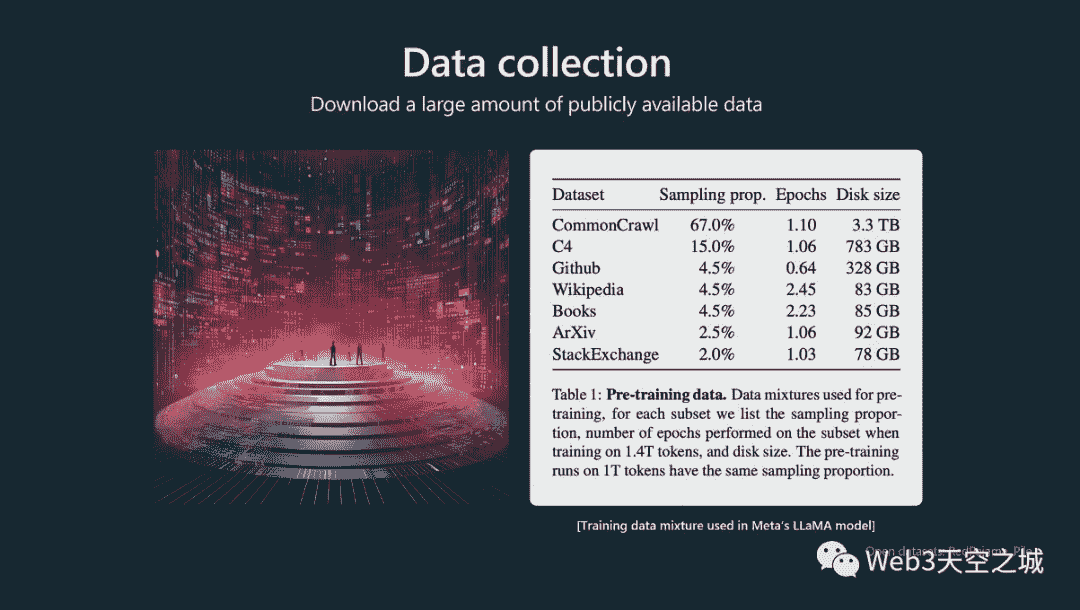 Data collection
Download a large amount of publicly available data
Dataset Sampling prop. Epochs Disk size
CommonCrawl 67.0% 1.10 3.3 TB
C4 15.0% 1.06 783 GB
Github 4.5% 0.64 328 GB
Wikipedia 4.5% 2.45 83 GB
Books 4.5% 2.23 85 GB
ArXiv 2.5% 1.06 92 GB
StackExchange 2.0% 1.03 78 GB
Table 1: Pre-training data. Data mixtures used for pre-
training, for each subset we list the sampling propor-
tion, number of epochs performed on the subset when
training on 1.4T tokens, and disk size. The pre-training
runs on 1T tokens have the same sampling proportion.
[Training data mixture used in Meta's LLaMA model]
Open datasets:
Web3天空之城